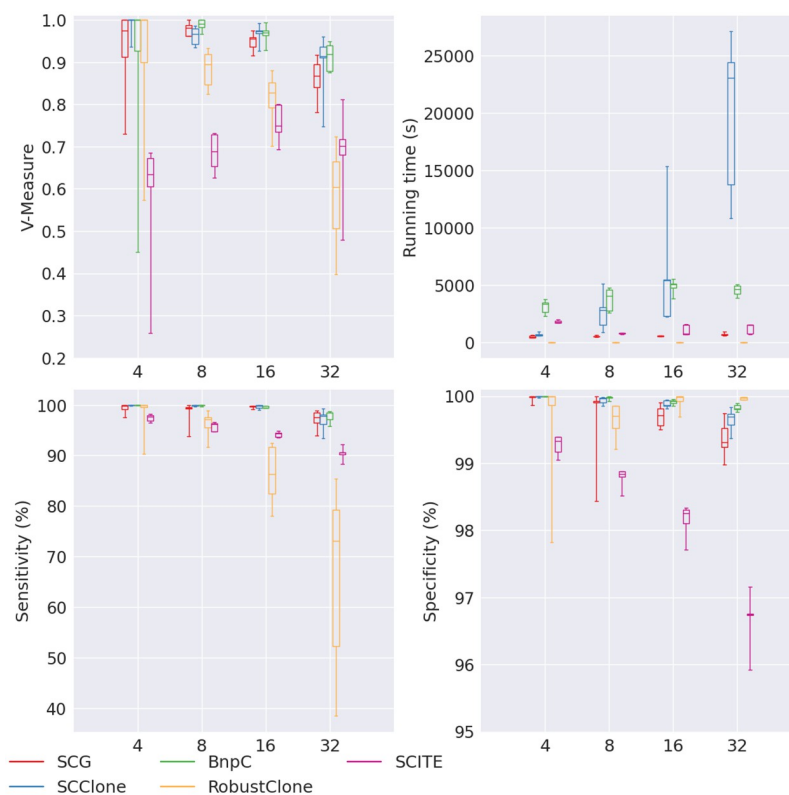 1.0
0.9
0.8
0.7
0.6
0.5
0.4
0.3
0.2
V-Measure
4 8 16 32
25000
20000
15000
10000
5000
0
Running time (s)
4 8 16 32
100
90
80
70
60
50
40
Sensitivity (%)
4 8 16 32
100
99
98
97
96
95
Specificity (%)
4 8 16 32
SCG
SCClone
BnpC
RobustClone
SCITE